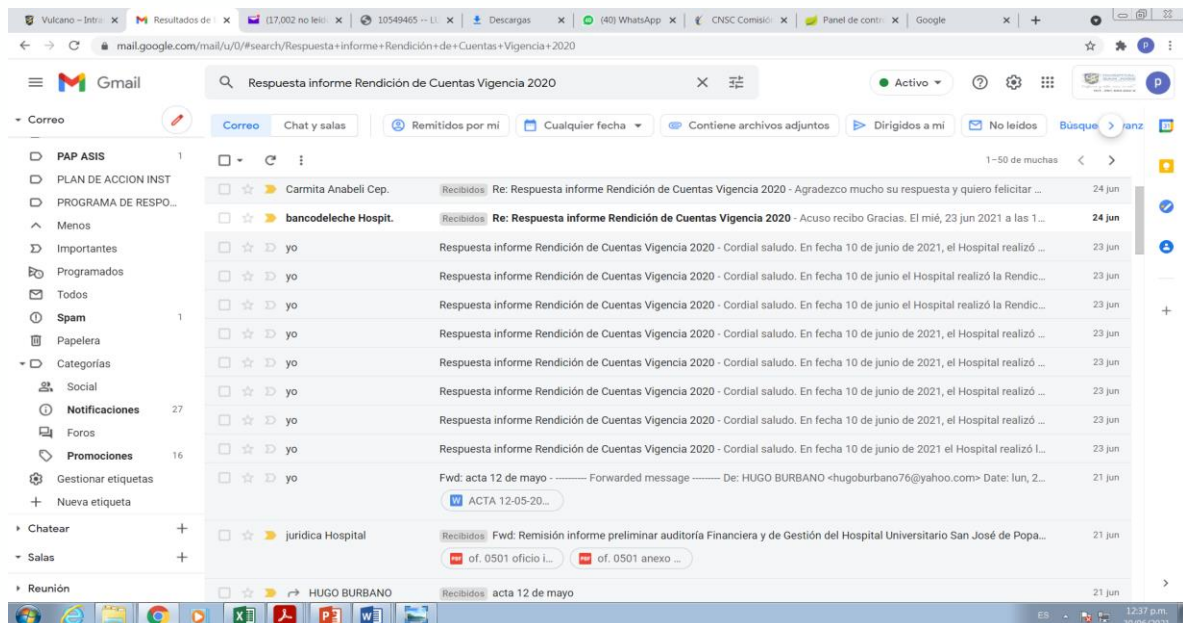 Vulcano – Intra
Resultados de
(17,002 no leíd
10549465 – LU
Descargas
(40) WhatsApp
CNSC Comisió
Panel de contr
Google
mail.google.com/mail/u/0/#search/Respuesta+informe+Rendición+de+Cuentas+Vigencia+2020
Gmail
Respuesta informe Rendición de Cuentas Vigencia 2020
Activo
Correo
Correo Chat y salas Remitidos por mí Cualquier fecha Contiene archivos adjuntos Dirigidos a mí No leídos Búsque anz
1–50 de muchas
PAP ASIS 1
PLAN DE ACCION INST
PROGRAMA DE RESPO...
Menos
Importantes
Programados
Todos
Spam 1
Papelera
Categorías
Social
Notificaciones 27
Foros
Promociones 16
Gestionar etiquetas
Nueva etiqueta
Chatear
Salas
Reunión
Carmita Anabeli Cep. Recibidos Re: Respuesta informe Rendición de Cuentas Vigencia 2020 - Agradezco mucho su respuesta y quiero felicitar ... 24 jun
bancodeleche Hospit. Recibidos Re: Respuesta informe Rendición de Cuentas Vigencia 2020 - Acuso recibo Gracias. El mié, 23 jun 2021 a las 1... 24 jun
yo Respuesta informe Rendición de Cuentas Vigencia 2020 - Cordial saludo. En fecha 10 de junio de 2021, el Hospital realizó ... 23 jun
yo Respuesta informe Rendición de Cuentas Vigencia 2020 - Cordial saludo. En fecha 10 de junio el Hospital realizó la Rendic... 23 jun
yo Respuesta informe Rendición de Cuentas Vigencia 2020 - Cordial saludo. En fecha 10 de junio el Hospital realizó la Rendic... 23 jun
yo Respuesta informe Rendición de Cuentas Vigencia 2020 - Cordial saludo. En fecha 10 de junio de 2021, el Hospital realizó ... 23 jun
yo Respuesta informe Rendición de Cuentas Vigencia 2020 - Cordial saludo. En fecha 10 de junio de 2021, el Hospital realizó ... 23 jun
yo Respuesta informe Rendición de Cuentas Vigencia 2020 - Cordial saludo. En fecha 10 de junio de 2021, el Hospital realizó ... 23 jun
yo Respuesta informe Rendición de Cuentas Vigencia 2020 - Cordial saludo. En fecha 10 de junio de 2021, el Hospital realizó ... 23 jun
yo Respuesta informe Rendición de Cuentas Vigencia 2020 - Cordial saludo. En fecha 10 de junio de 2021 el Hospital realizó l... 23 jun
yo Fwd: acta 12 de mayo - ---------- Forwarded message --------- De: HUGO BURBANO <hugoburbano76@yahoo.com> Date: lun, 2... 21 jun
ACTA 12-05-20...
juridica Hospital Recibidos Fwd: Remisión informe preliminar auditoría Financiera y de Gestión del Hospital Universitario San José de Popa... 21 jun
of. 0501 oficio i... of. 0501 anexo ...
HUGO BURBANO Recibidos acta 12 de mayo 21 jun
ES 12:37 p.m.